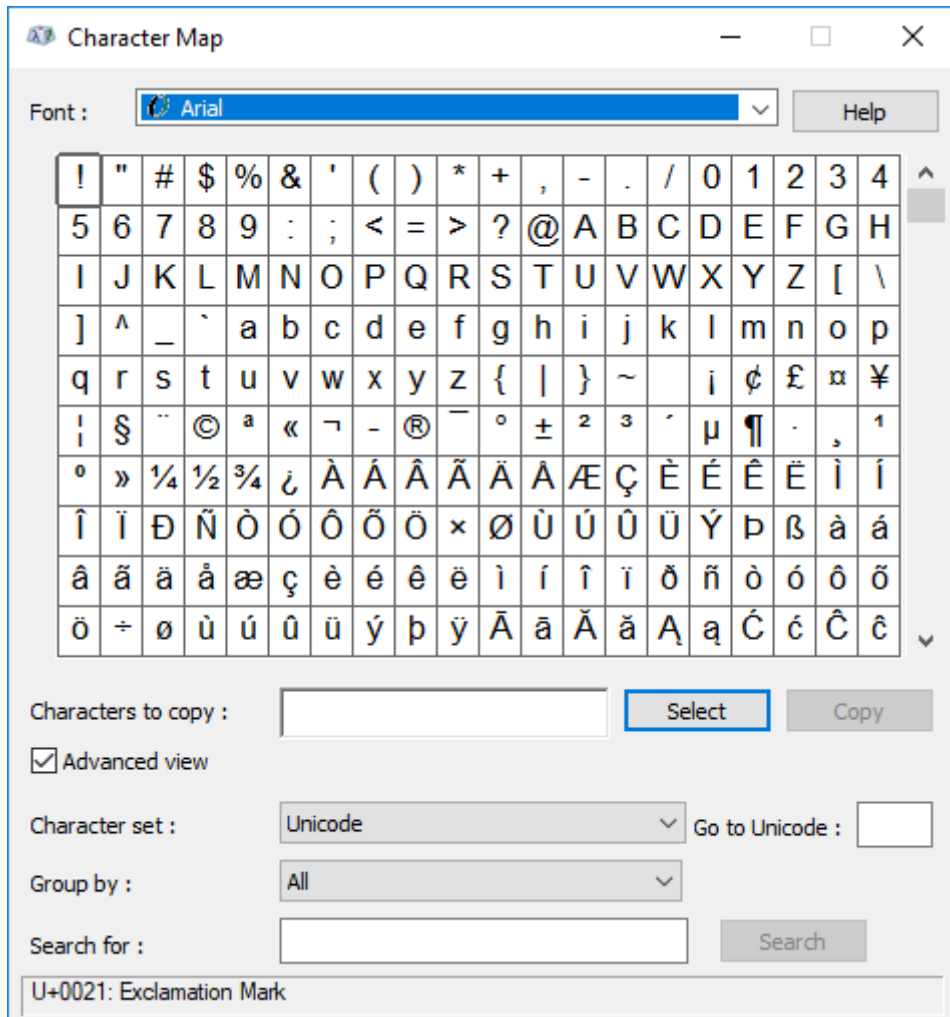 Character Map
Font : Arial Help
! " # $ % & ' ( ) * + , - . / 0 1 2 3 4
5 6 7 8 9 : ; < = > ? @ A B C D E F G H
I J K L M N O P Q R S T U V W X Y Z [ \
] ^ _ ` a b c d e f g h i j k l m n o p
q r s t u v w x y z { | } ~   ¡ ¢ £ ¤ ¥
¦ § ¨ © ª « ¬ - ® ¯ ° ± ² ³ ´ µ ¶ · ¸ ¹
º » ¼ ½ ¾ ¿ À Á Â Ã Ä Å Æ Ç È É Ê Ë Ì Í
Î Ï Ð Ñ Ò Ó Ô Õ Ö × Ø Ù Ú Û Ü Ý Þ ß à á
â ã ä å æ ç è é ê ë ì í î ï ð ñ ò ó ô õ
ö ÷ ø ù ú û ü ý þ ÿ Ā ā Ă ă Ą ą Ć ć Ĉ ĉ
Characters to copy : Select Copy
Advanced view
Character set : Unicode Go to Unicode :
Group by : All
Search for : Search
U+0021: Exclamation Mark